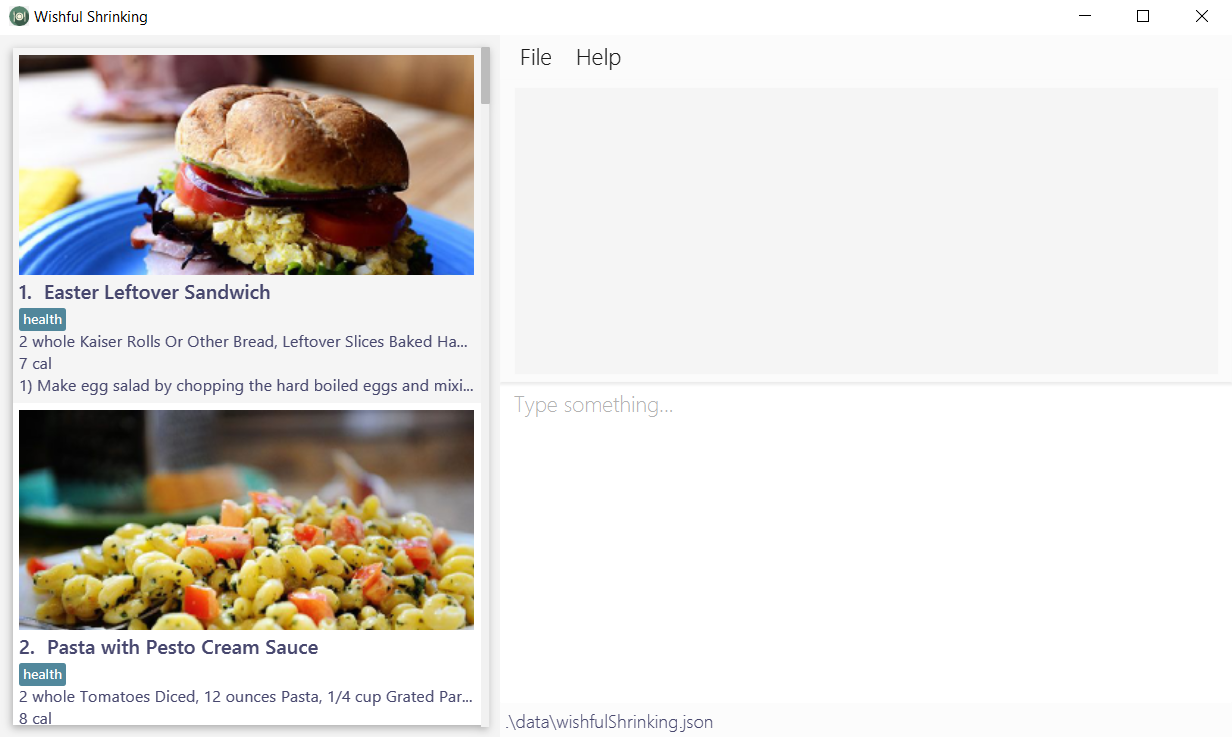 Wishful Shrinking
File Help
1. Easter Leftover Sandwich
health
2 whole Kaiser Rolls Or Other Bread, Leftover Slices Baked Ha...
7 cal
1) Make egg salad by chopping the hard boiled eggs and mixi...
2. Pasta with Pesto Cream Sauce
health
2 whole Tomatoes Diced, 12 ounces Pasta, 1/4 cup Grated Par...
8 cal
Type something...
.\data\wishfulShrinking.json